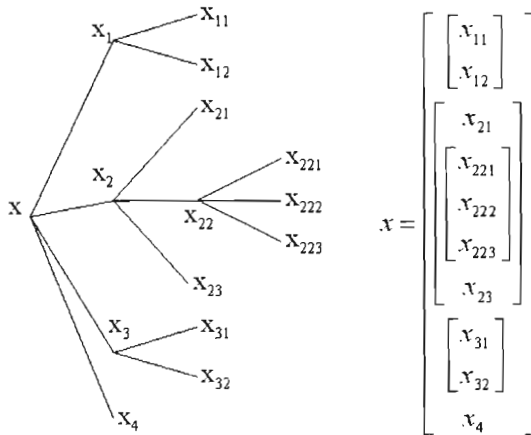 x₁
x₁₁
x₁₂
x₂₁
x₂
x₂₂₁
x
x₂₂
x₂₂₂
x₂₂₃
x₂₃
x₃
x₃₁
x₃₂
x₄
x =
x₁₁
x₁₂
x₂₁
x₂₂₁
x₂₂₂
x₂₂₃
x₂₃
x₃₁
x₃₂
x₄